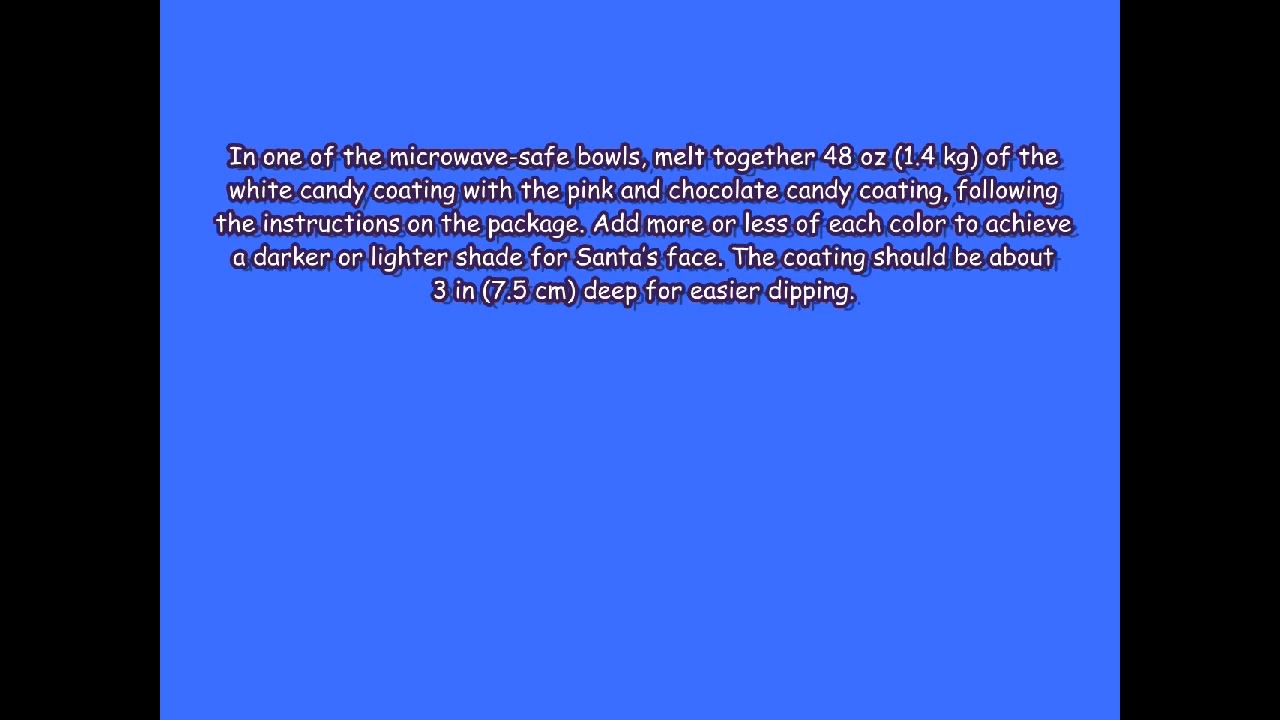 In one of the microwave-safe bowls, melt together 48 oz (1.4 kg) of the
white candy coating with the pink and chocolate candy coating, following
the instructions on the package. Add more or less of each color to achieve
a darker or lighter shade for Santa's face. The coating should be about
3 in (7.5 cm) deep for easier dipping.